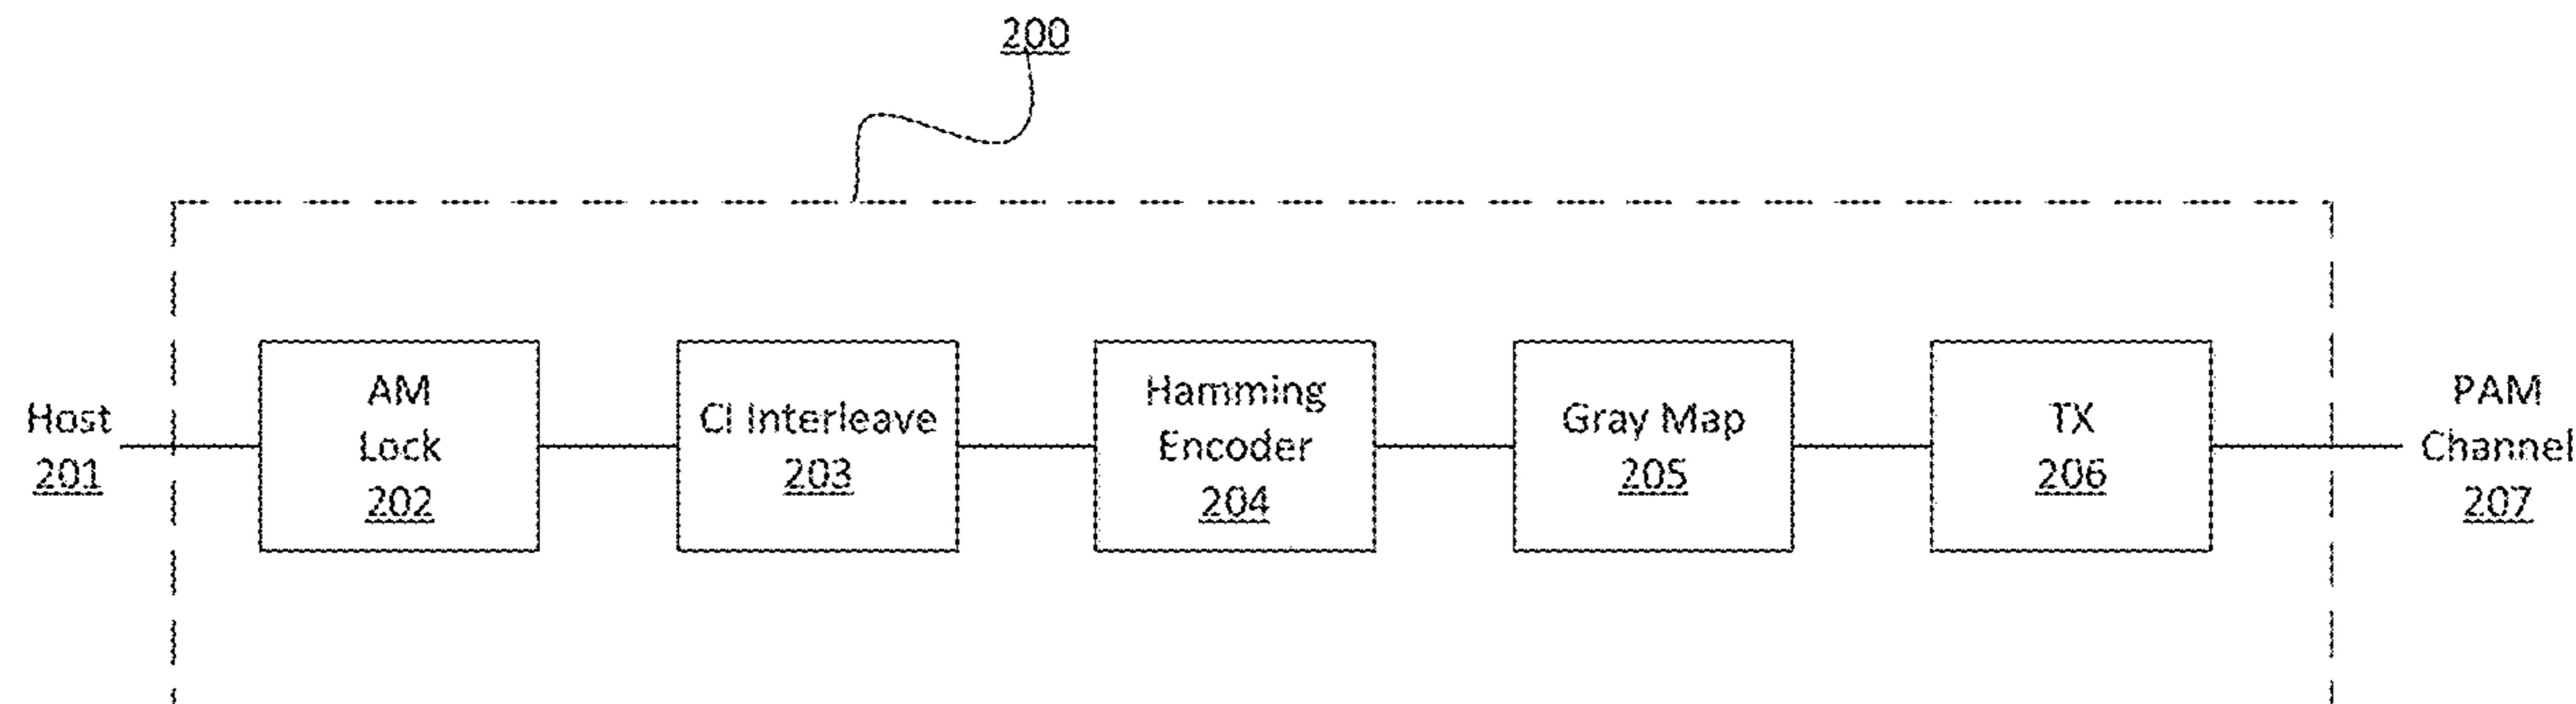 200
Host
201
AM
Lock
202
CI Interleave
203
Hamming
Encoder
204
Gray Map
205
TX
206
PAM
Channel
207